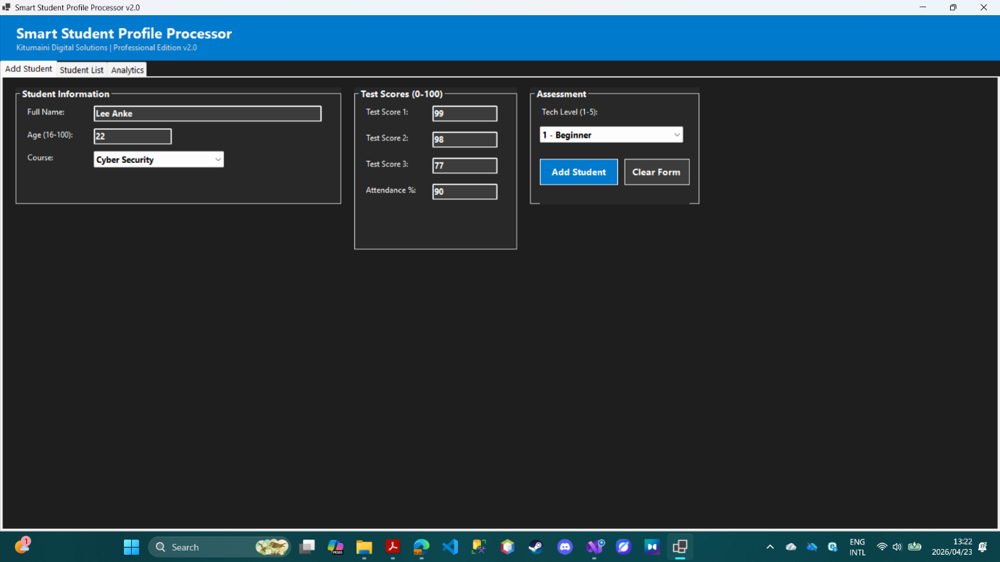 Smart Student Profile Processor v2.0
Smart Student Profile Processor
Kitumaini Digital Solutions | Professional Edition v2.0
Add Student
Student List
Analytics
Student Information
Full Name:
Lee Anke
Age (16-100):
22
Course:
Cyber Security
Test Scores (0-100)
Test Score 1:
99
Test Score 2:
98
Test Score 3:
77
Attendance %:
90
Assessment
Tech Level (1-5):
1 - Beginner
Add Student
Clear Form
1
Search
M365
ENG
INTL
13:22
2026/04/23